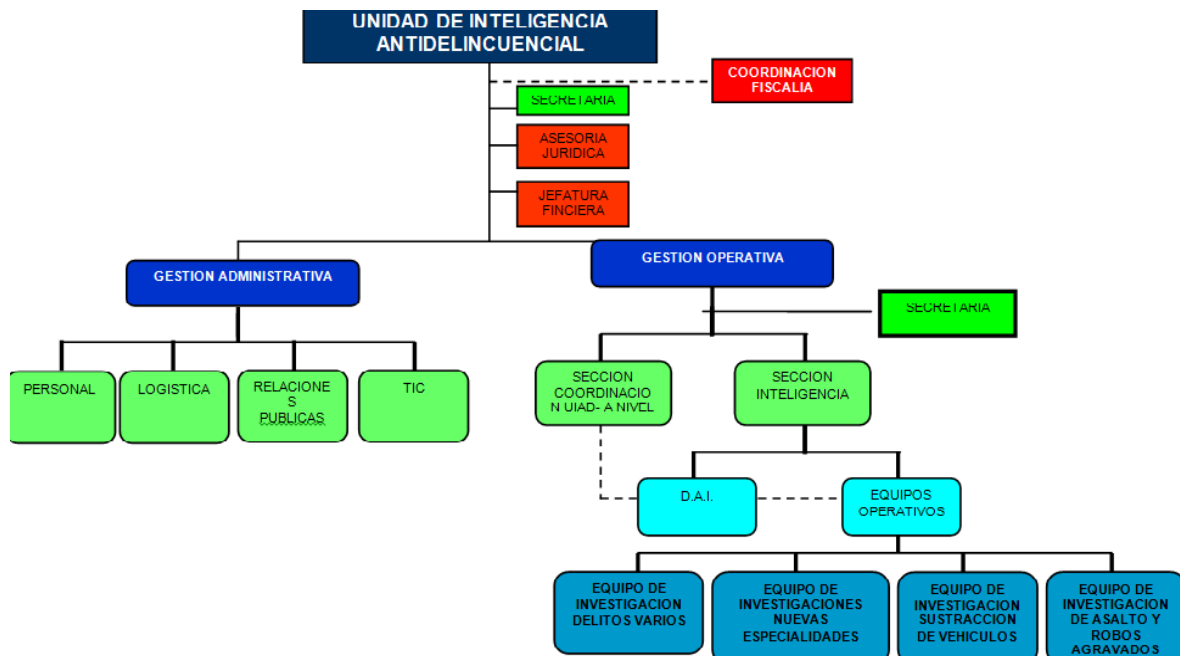 UNIDAD DE INTELIGENCIA
ANTIDELINCUENCIAL
COORDINACION
FISCALIA
SECRETARIA
ASESORIA
JURIDICA
JEFATURA
FINCIERA
GESTION ADMINISTRATIVA
GESTION OPERATIVA
SECRETARIA
PERSONAL
LOGISTICA
RELACIONE
S
PUBLICAS
TIC
SECCION
COORDINACIO
N UIAD- A NIVEL
SECCION
INTELIGENCIA
D.A.I.
EQUIPOS
OPERATIVOS
EQUIPO DE
INVESTIGACION
DELITOS VARIOS
EQUIPO DE
INVESTIGACIONES
NUEVAS
ESPECIALIDADES
EQUIPO DE
INVESTIGACION
SUSTRACCION
DE VEHICULOS
EQUIPO DE
INVESTIGACION
DE ASALTO Y
ROBOS
AGRAVADOS